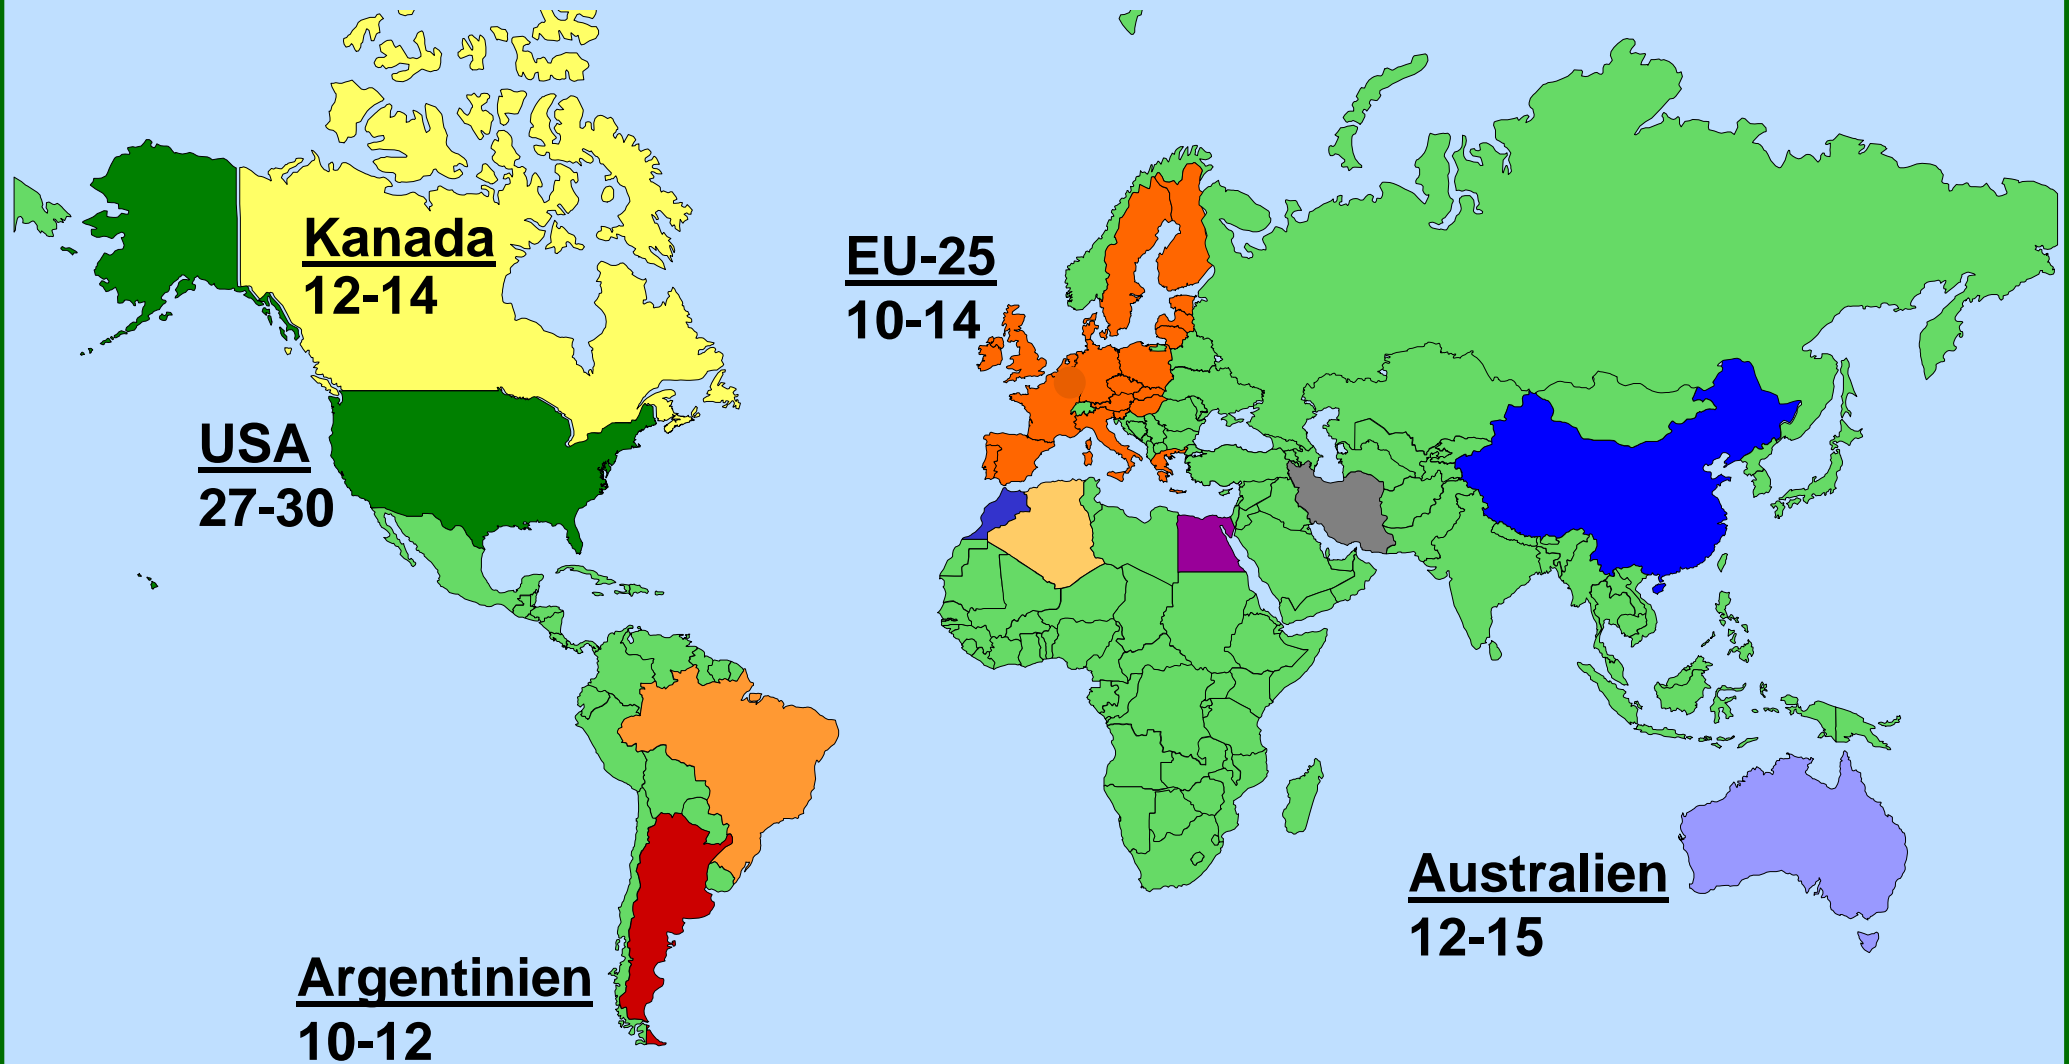 Kanada
12-14
EU-25
10-14
USA
27-30
Australien
12-15
Argentinien
10-12